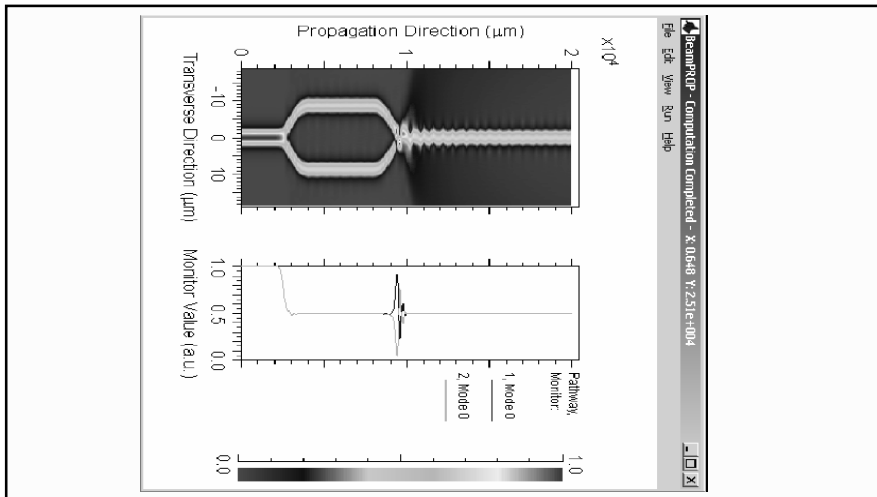 BeamPROP - Computation Completed - X: 0.648 Y: 2.51e+004
File Edit View Run Help
x10⁴
Propagation Direction (µm)
0
1
2
Transverse Direction (µm)
-10
0
10
Monitor Value (a.u.)
1.0
0.5
0.0
Pathway,
Monitor:
1, Mode 0
2, Mode 0
1.0
0.0